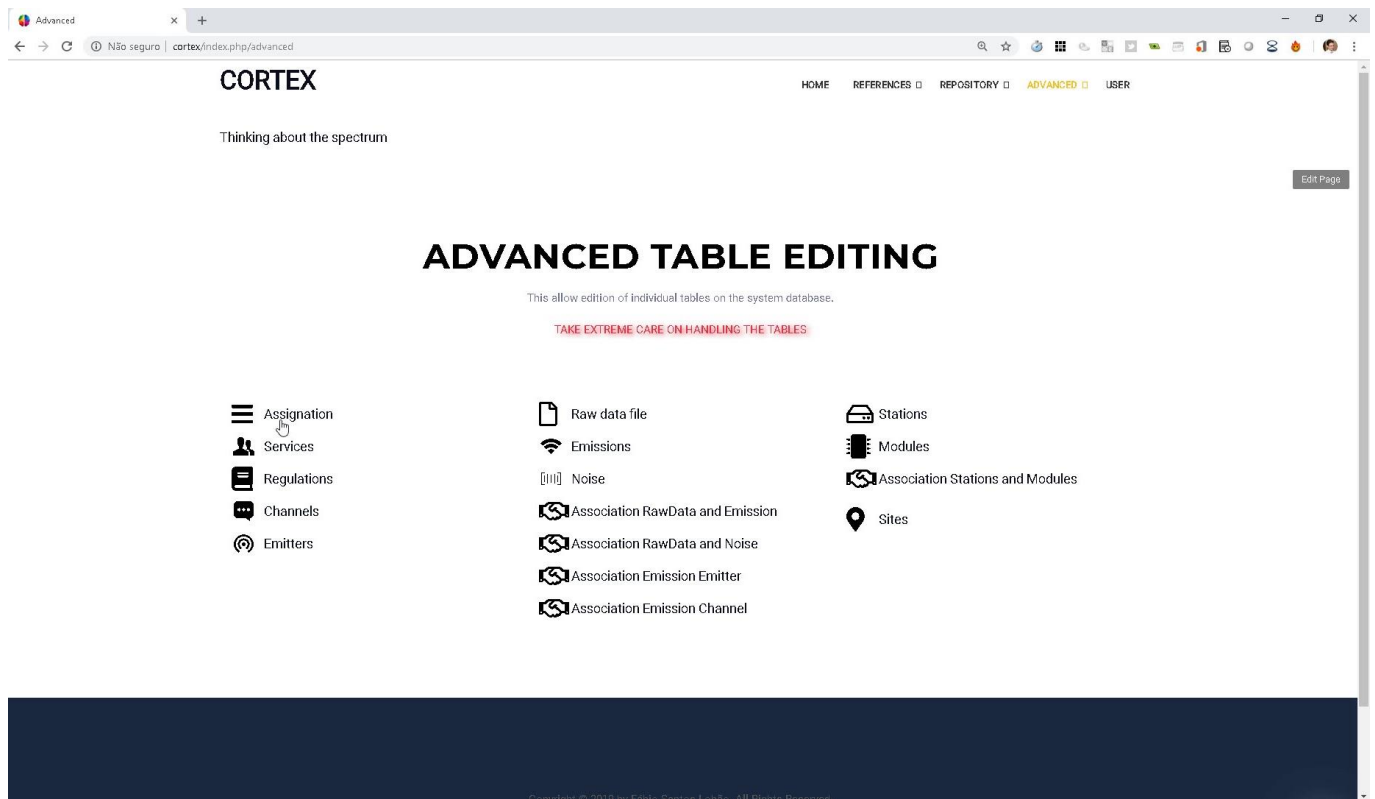 Advanced
Não seguro | cortex/index.php/advanced
CORTEX
HOME REFERENCES REPOSITORY ADVANCED USER
Thinking about the spectrum
Edit Page
ADVANCED TABLE EDITING
This allow edition of individual tables on the system database.
TAKE EXTREME CARE ON HANDLING THE TABLES
Assignation
Services
Regulations
Channels
Emitters
Raw data file
Emissions
Noise
Association RawData and Emission
Association RawData and Noise
Association Emission Emitter
Association Emission Channel
Stations
Modules
Association Stations and Modules
Sites